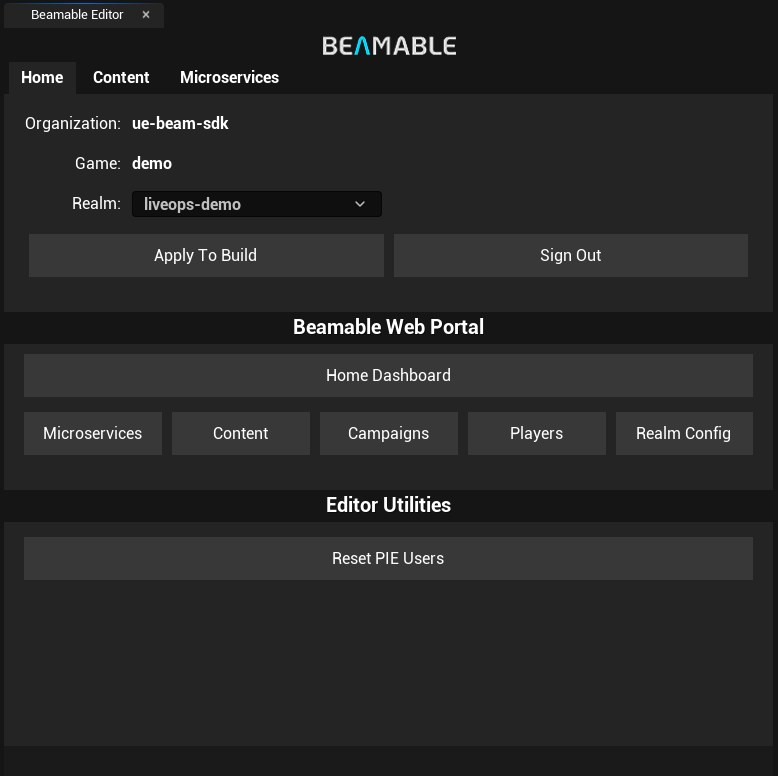 Beamable Editor ×
BEAMABLE
Home Content Microservices
Organization: ue-beam-sdk
Game: demo
Realm: liveops-demo
Apply To Build Sign Out
Beamable Web Portal
Home Dashboard
Microservices Content Campaigns Players Realm Config
Editor Utilities
Reset PIE Users